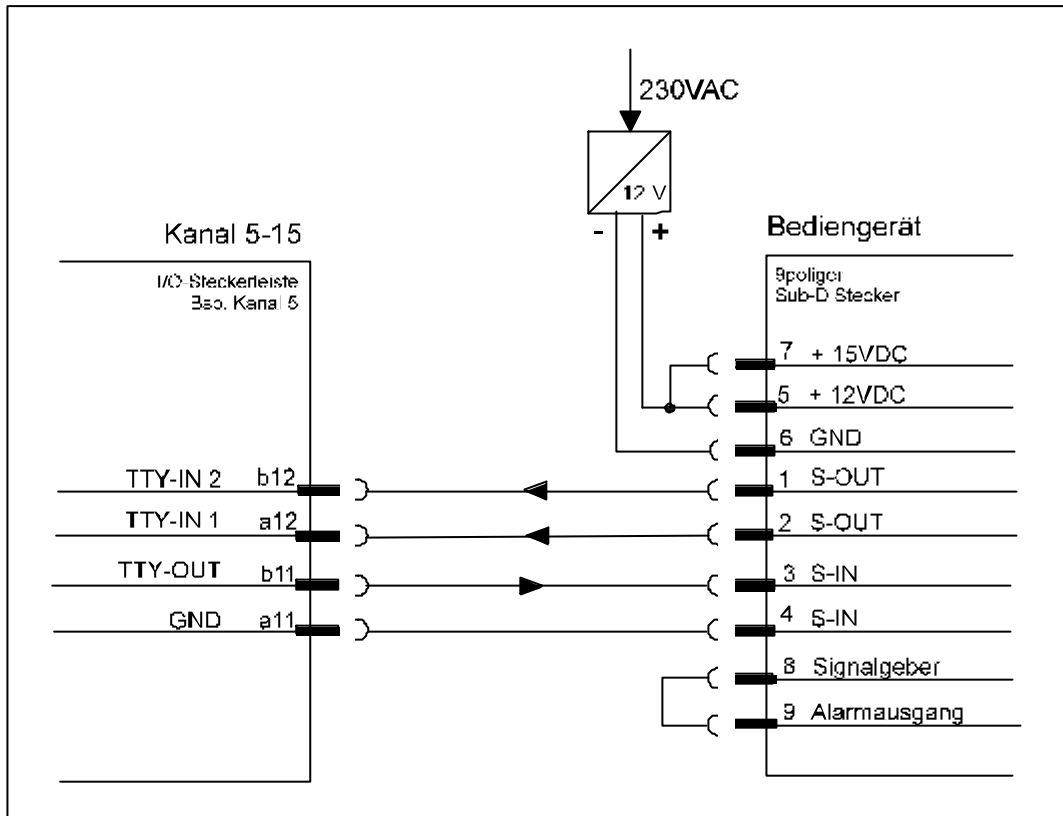 230VAC
12 V
- +
Kanal 5-15
I/O-Steckerleiste
Bsp. Kanal 5
TTY-IN 2 b12
TTY-IN 1 a12
TTY-OUT b11
GND a11
Bediengerät
9poliger
Sub-D Stecker
7 + 15VDC
5 + 12VDC
6 GND
1 S-OUT
2 S-OUT
3 S-IN
4 S-IN
8 Signalgeber
9 Alarmausgang